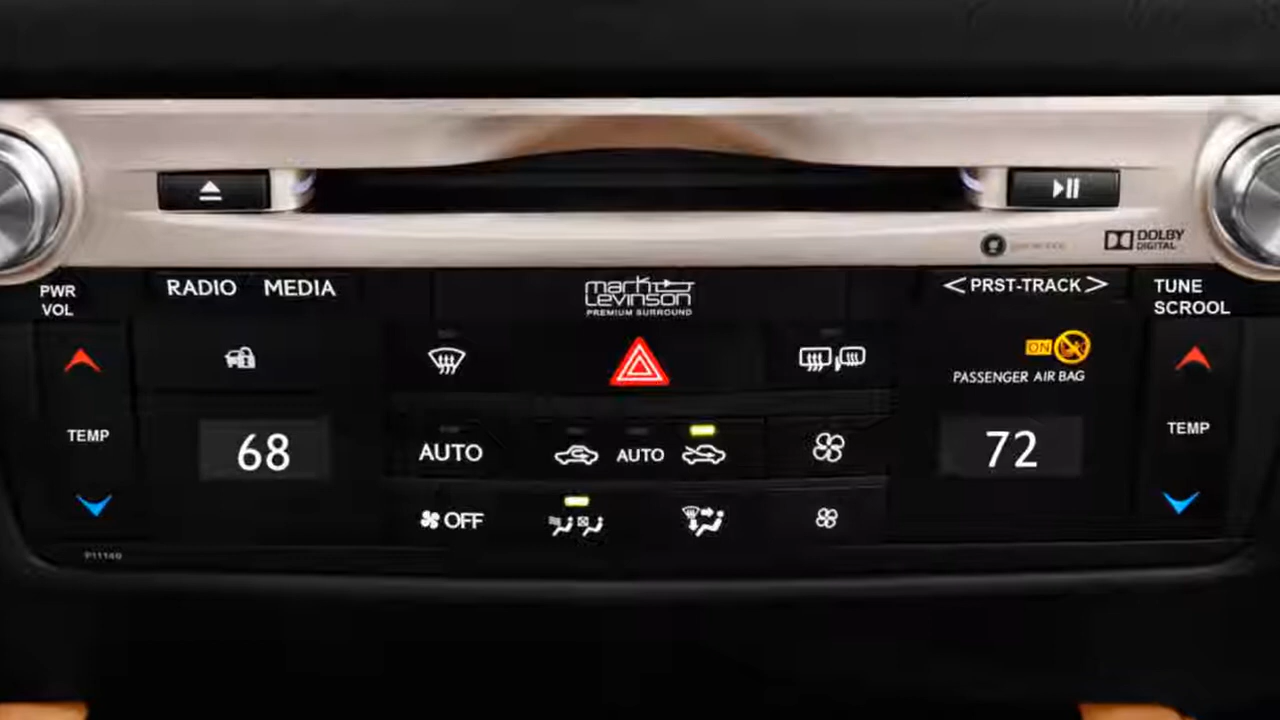 DOLBY
DIGITAL
PWR
VOL
RADIO
MEDIA
mark
Levinson
PREMIUM SURROUND
< PRST-TRACK >
TUNE
SCROOL
ON
PASSENGER AIR BAG
TEMP
68
AUTO
AUTO
72
TEMP
OFF
P11140